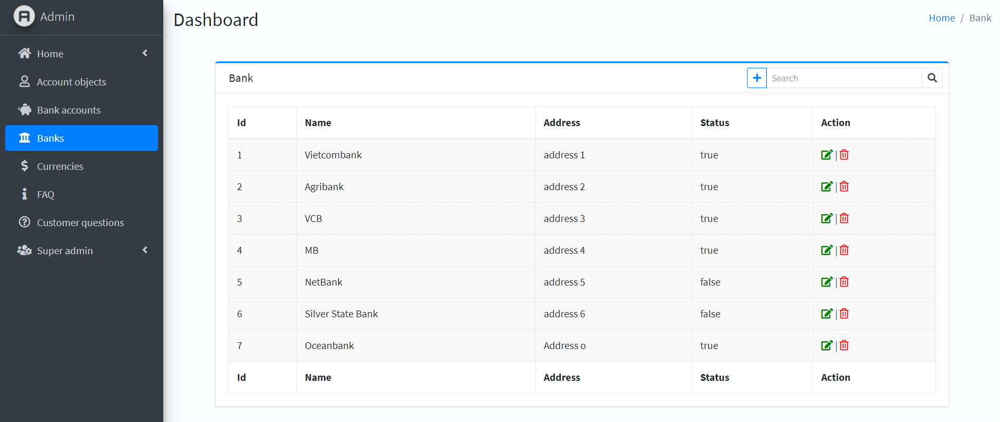 Admin
Home
Account objects
Bank accounts
Banks
Currencies
FAQ
Customer questions
Super admin
Dashboard
Home / Bank
Bank
Search
Id Name Address Status Action
1 Vietcombank address 1 true |
2 Agribank address 2 true |
3 VCB address 3 true |
4 MB address 4 true |
5 NetBank address 5 false |
6 Silver State Bank address 6 false |
7 Oceanbank Address o true |
Id Name Address Status Action